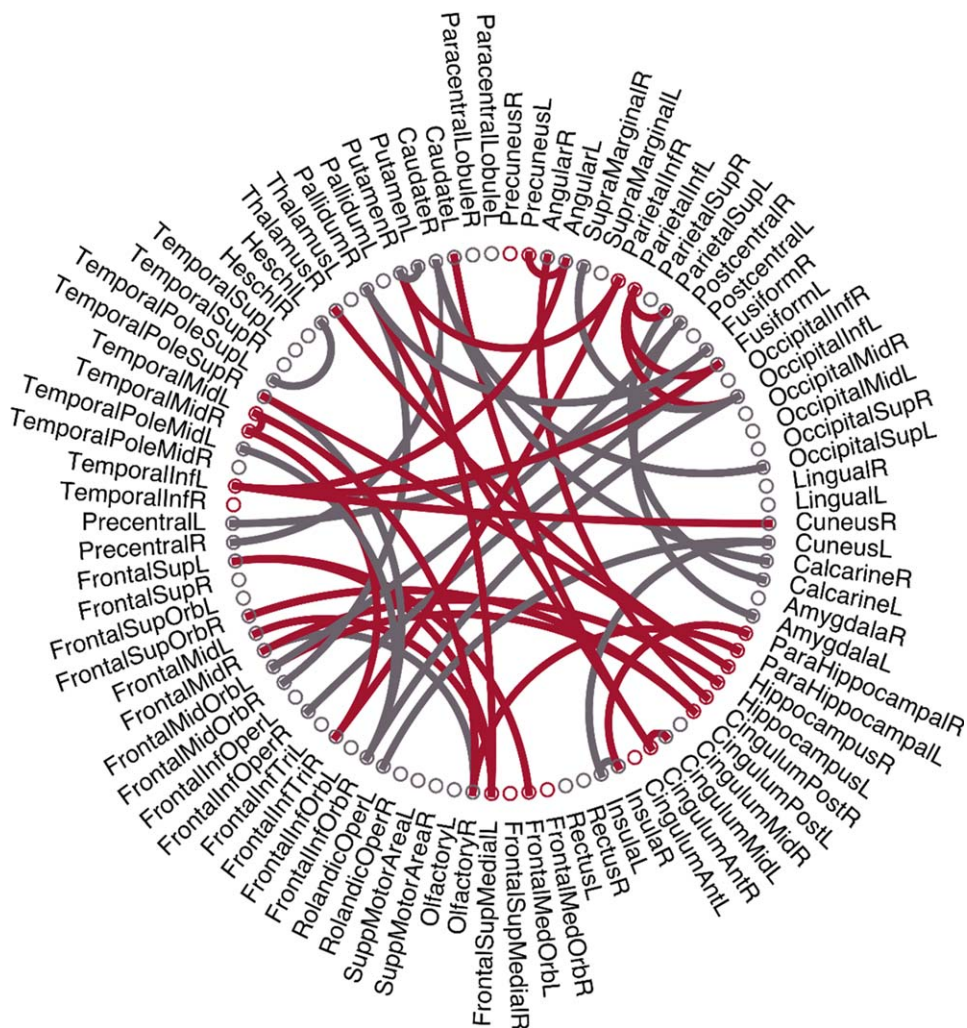 ParacentralLobuleR
ParacentralLobuleL
PrecuneusR
PrecuneusL
AngularR
AngularL
SupraMarginalR
SupraMarginalL
ParietalInfR
ParietalInfL
ParietalSupR
ParietalSupL
PostcentralR
PostcentralL
FusiformR
FusiformL
OccipitalInfR
OccipitalInfL
OccipitalMidR
OccipitalMidL
OccipitalSupR
OccipitalSupL
LingualR
LingualL
CuneusR
CuneusL
CalcarineR
CalcarineL
AmygdalaR
AmygdalaL
ParaHippocampalR
ParaHippocampalL
HippocampusR
HippocampusL
CingulumPostR
CingulumPostL
CingulumMidR
CingulumMidL
CingulumAntR
CingulumAntL
InsulaR
InsulaL
RectusR
RectusL
FrontalMedOrbR
FrontalMedOrbL
FrontalSupMedialR
FrontalSupMedialL
OlfactoryR
OlfactoryL
SuppMotorAreaR
SuppMotorAreaL
RolandicOperR
RolandicOperL
FrontalInfOrbR
FrontalInfOrbL
FrontalInfTriR
FrontalInfTriL
FrontalInfOperR
FrontalInfOperL
FrontalMidOrbR
FrontalMidOrbL
FrontalMidR
FrontalMidL
FrontalSupOrbR
FrontalSupOrbL
FrontalSupR
FrontalSupL
PrecentralR
PrecentralL
TemporalInfR
TemporalInfL
TemporalPoleMidR
TemporalPoleMidL
TemporalMidR
TemporalMidL
TemporalPoleSupR
TemporalPoleSupL
TemporalSupR
TemporalSupL
HeschlR
HeschlL
ThalamusR
ThalamusL
PallidumR
PallidumL
PutamenR
PutamenL
CaudateR
CaudateL